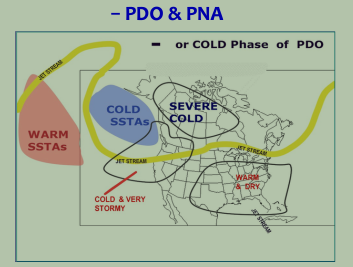 – PDO & PNA
– or COLD Phase of PDO
JET STREAM
COLD
SSTAs
SEVERE
COLD
WARM
SSTAs
JET STREAM
JET STREAM
WARM
& DRY
COLD & VERY
STORMY
JET STREAM